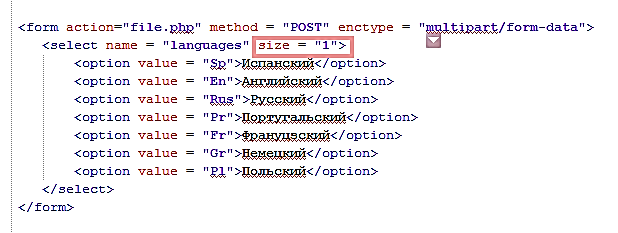 <form action="file.php" method = "POST" enctype = "multipart/form-data">
<select name = "languages" size = "1">
<option value = "Sp">Испанский</option>
<option value = "En">Английский</option>
<option value = "Rus">Русский</option>
<option value = "Pr">Португальский</option>
<option value = "Fr">Француэский</option>
<option value = "Gr">Немецкий</option>
<option value = "Pl">Польский</option>
</select>
</form>